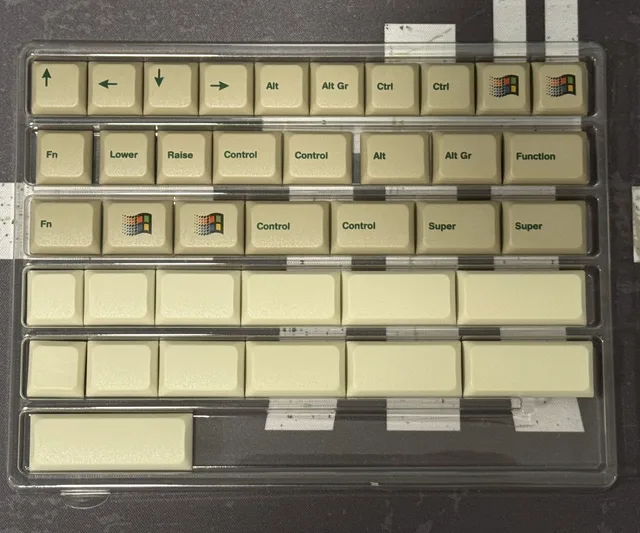 ↑ ← ↓ → Alt Alt Gr Ctrl Ctrl
Fn Lower Raise Control Control Alt Alt Gr Function
Fn Control Control Super Super